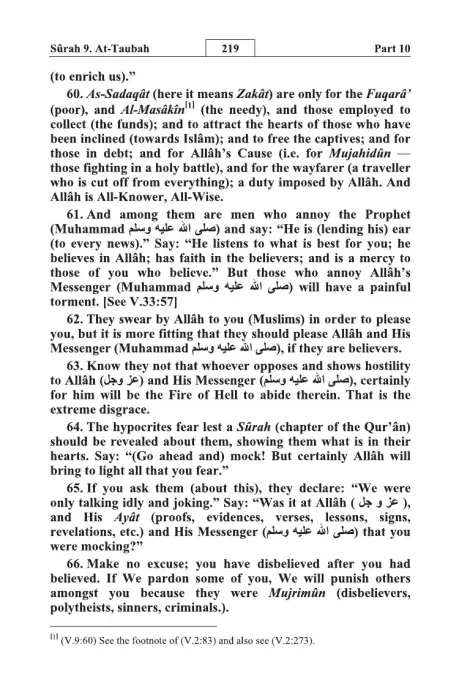 Sûrah 9. At-Taubah 219 Part 10
(to enrich us).”
60. As-Sadaqât (here it means Zakât) are only for the Fuqarâ’
(poor), and Al-Masâkîn[1] (the needy), and those employed to
collect (the funds); and to attract the hearts of those who have
been inclined (towards Islâm); and to free the captives; and for
those in debt; and for Allâh’s Cause (i.e. for Mujahidûn —
those fighting in a holy battle), and for the wayfarer (a traveller
who is cut off from everything); a duty imposed by Allâh. And
Allâh is All-Knower, All-Wise.
61. And among them are men who annoy the Prophet
(Muhammad صلى الله عليه وسلم) and say: “He is (lending his) ear
(to every news).” Say: “He listens to what is best for you; he
believes in Allâh; has faith in the believers; and is a mercy to
those of you who believe.” But those who annoy Allâh’s
Messenger (Muhammad صلى الله عليه وسلم) will have a painful
torment. [See V.33:57]
62. They swear by Allâh to you (Muslims) in order to please
you, but it is more fitting that they should please Allâh and His
Messenger (Muhammad صلى الله عليه وسلم), if they are believers.
63. Know they not that whoever opposes and shows hostility
to Allâh (عز وجل) and His Messenger (صلى الله عليه وسلم), certainly
for him will be the Fire of Hell to abide therein. That is the
extreme disgrace.
64. The hypocrites fear lest a Sûrah (chapter of the Qur’ân)
should be revealed about them, showing them what is in their
hearts. Say: “(Go ahead and) mock! But certainly Allâh will
bring to light all that you fear.”
65. If you ask them (about this), they declare: “We were
only talking idly and joking.” Say: “Was it at Allâh ( عز و جل ),
and His Ayât (proofs, evidences, verses, lessons, signs,
revelations, etc.) and His Messenger (صلى الله عليه وسلم) that you
were mocking?”
66. Make no excuse; you have disbelieved after you had
believed. If We pardon some of you, We will punish others
amongst you because they were Mujrimûn (disbelievers,
polytheists, sinners, criminals.).
[1] (V.9:60) See the footnote of (V.2:83) and also see (V.2:273).